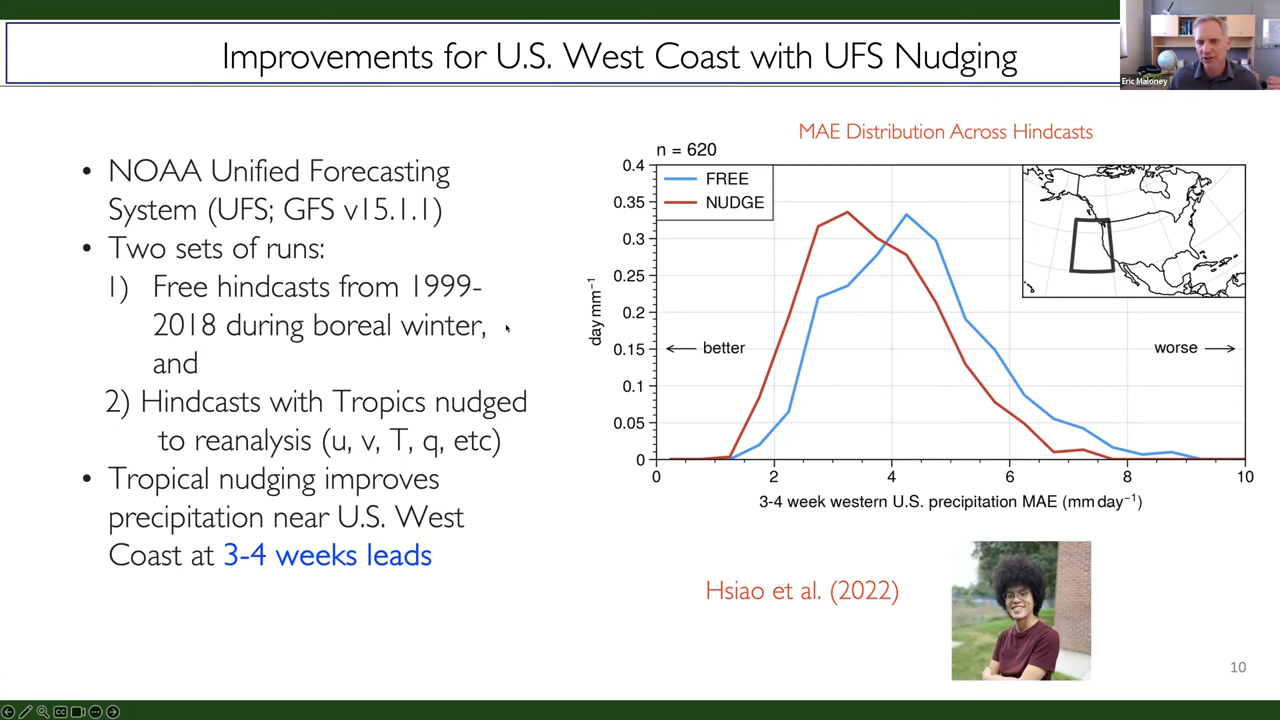 Improvements for U.S. West Coast with UFS Nudging
Eric Maloney
• NOAA Unified Forecasting
System (UFS; GFS v15.1.1)
• Two sets of runs:
1) Free hindcasts from 1999-
2018 during boreal winter,
and
2) Hindcasts with Tropics nudged
to reanalysis (u, v, T, q, etc)
• Tropical nudging improves
precipitation near U.S. West
Coast at 3-4 weeks leads
MAE Distribution Across Hindcasts
n = 620
FREE
NUDGE
0.4
0.35
0.3
0.25
0.2
0.15
0.1
0.05
0
day mm⁻¹
← better
worse →
0 2 4 6 8 10
3-4 week western U.S. precipitation MAE (mm day⁻¹)
Hsiao et al. (2022)
10
CC